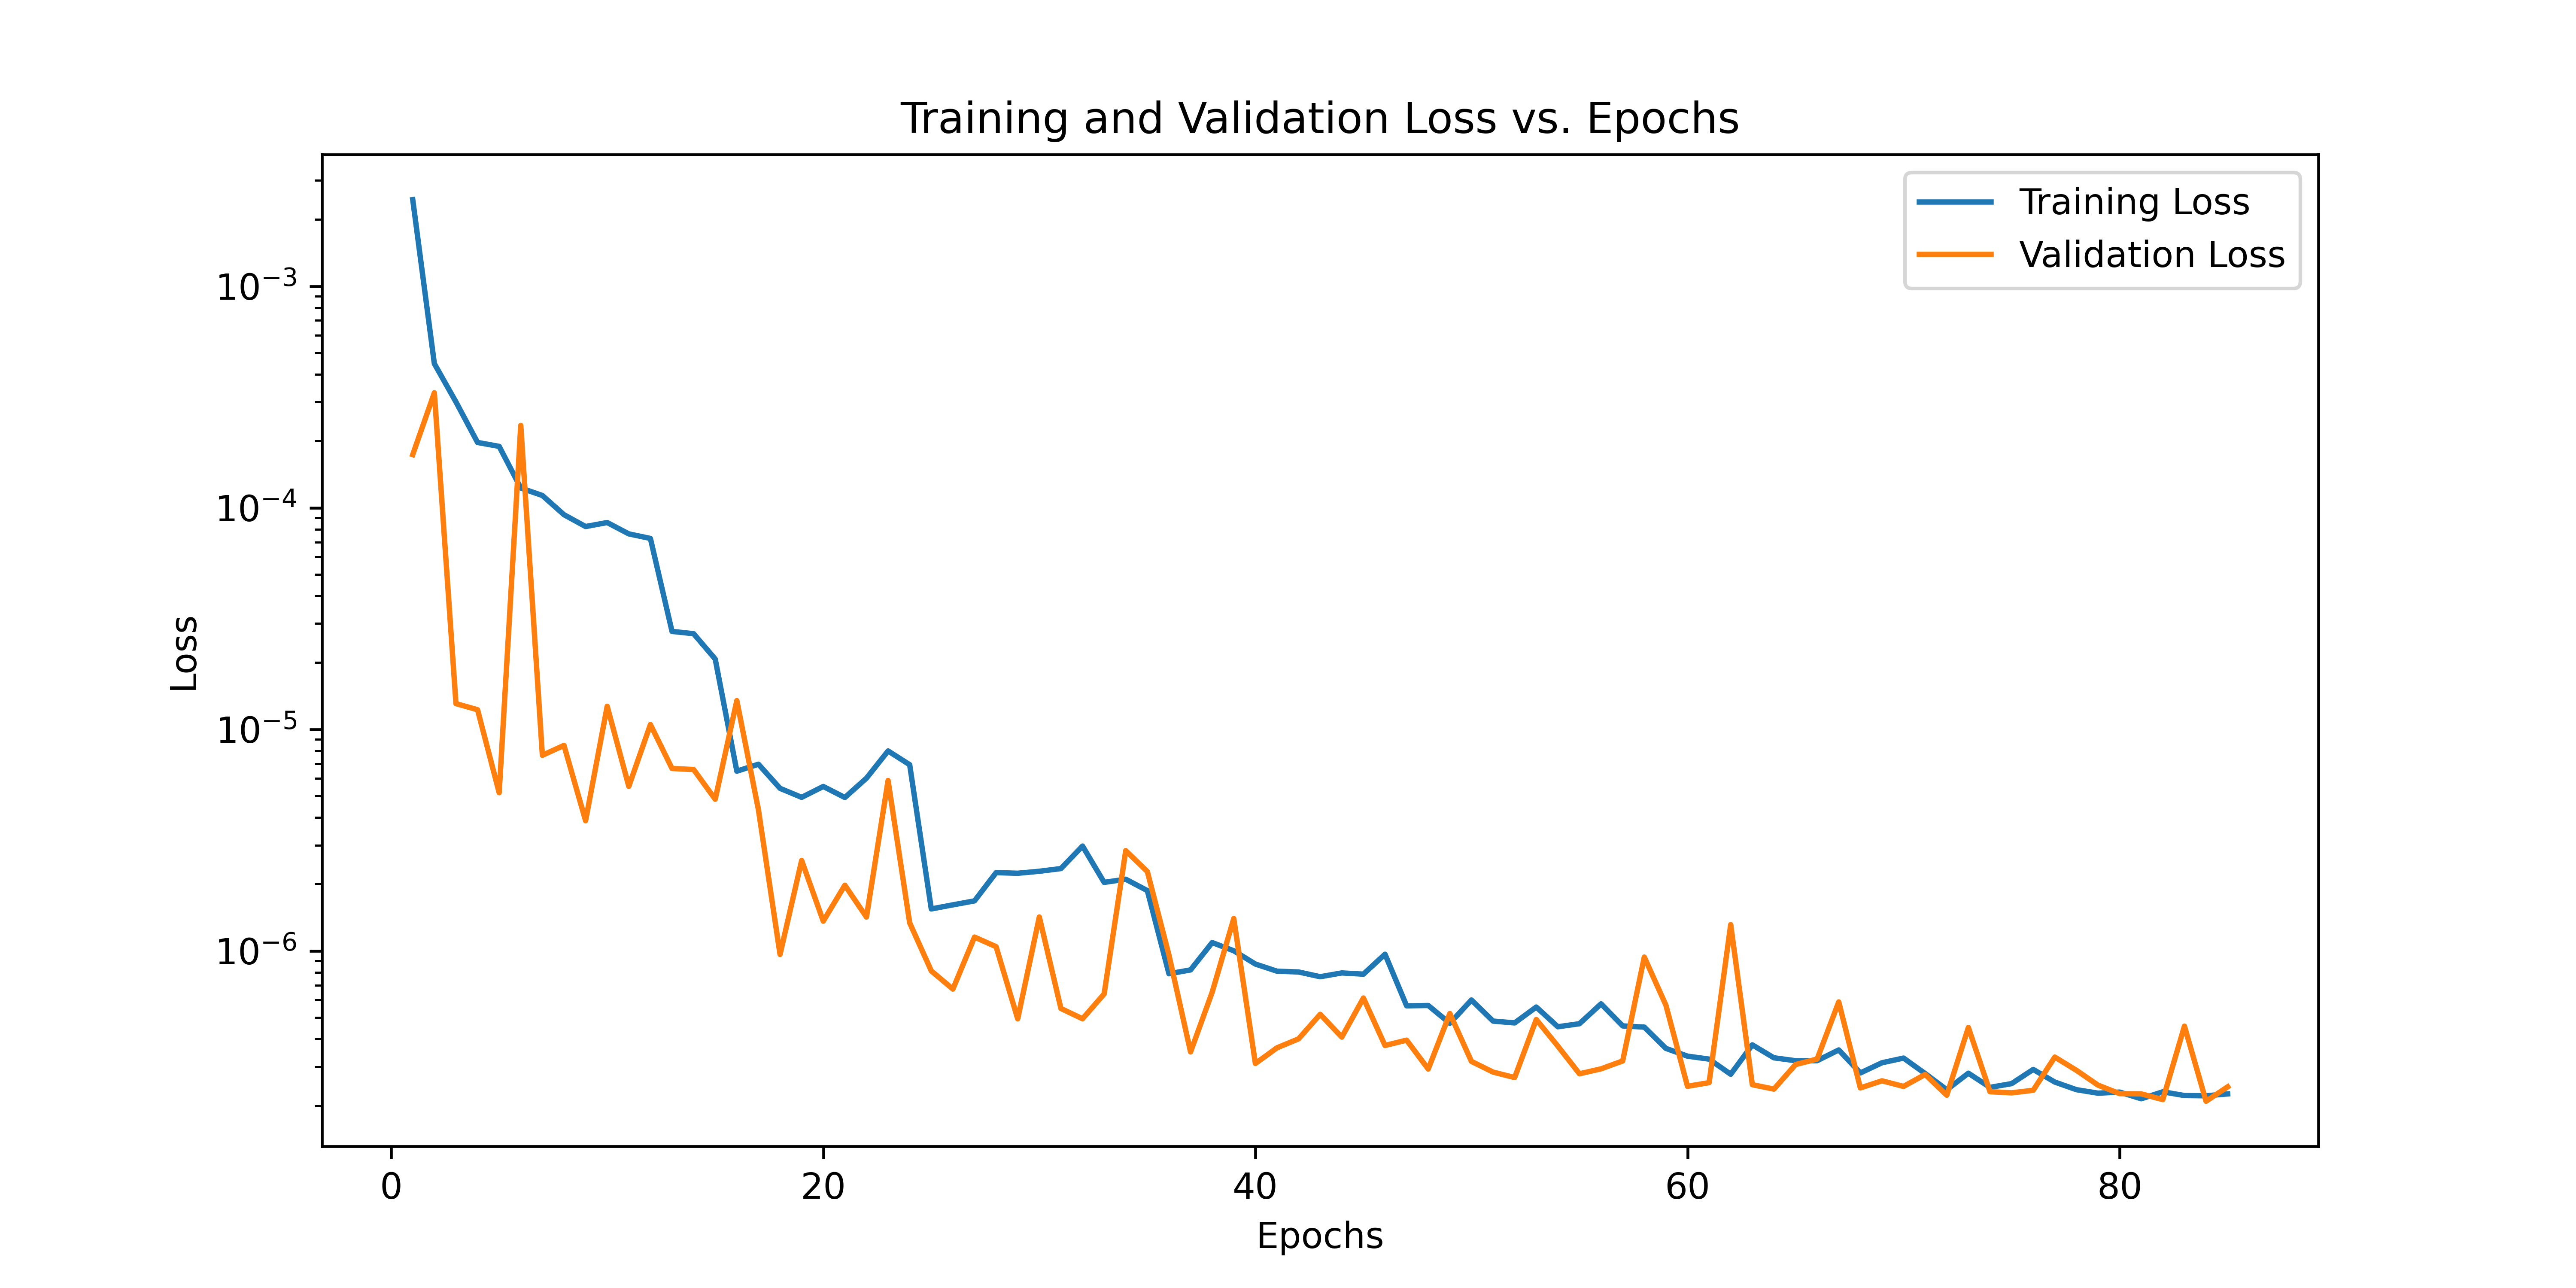 Training and Validation Loss vs. Epochs
Training Loss
Validation Loss
10⁻³
10⁻⁴
10⁻⁵
10⁻⁶
Loss
0 20 40 60 80
Epochs